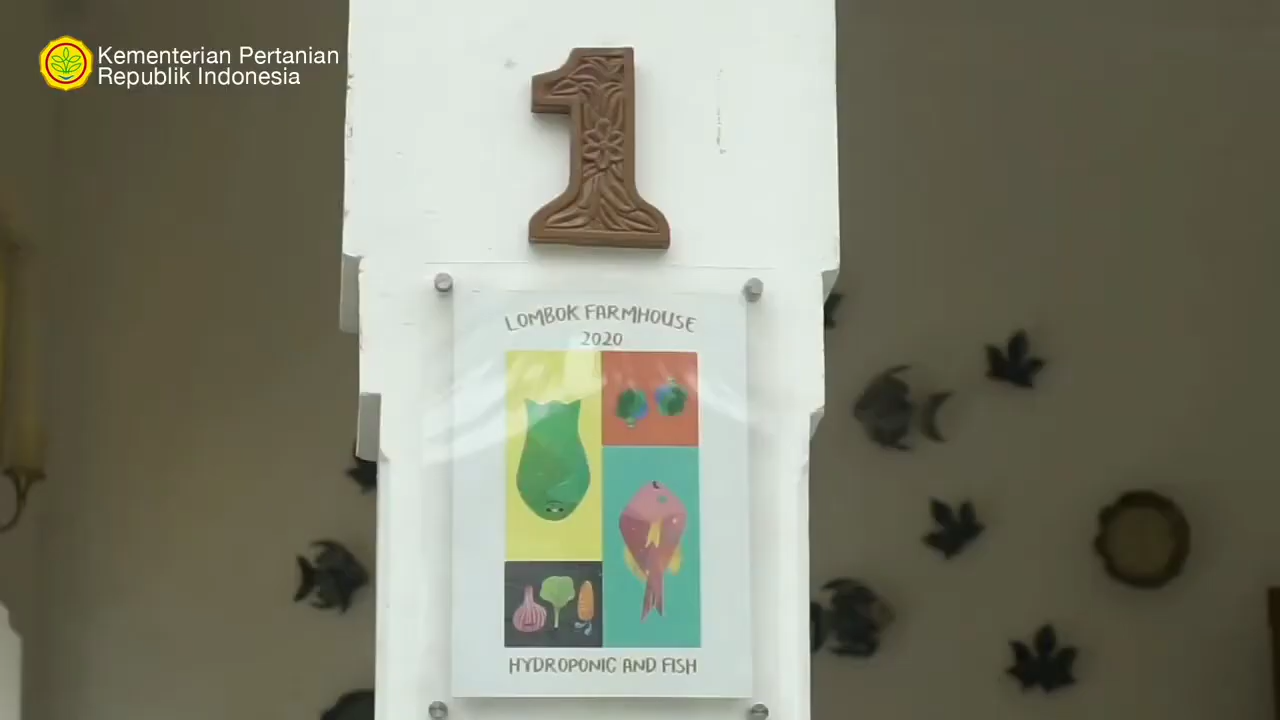 Kementerian Pertanian
Republik Indonesia
1
LOMBOK FARMHOUSE
2020
HYDROPONIC AND FISH